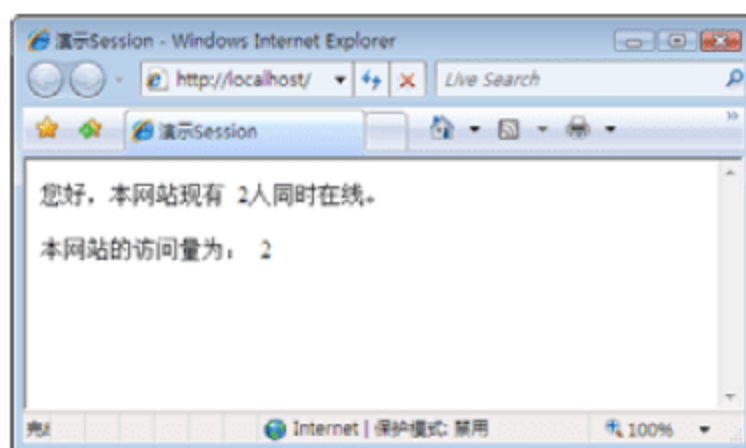 演示Session - Windows Internet Explorer
http://localhost/
Live Search
演示Session
您好，本网站现有 2人同时在线。
本网站的访问量为： 2
Internet | 保护模式: 禁用
100%